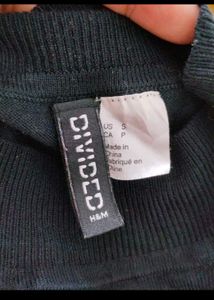 DIVIDED
H&M
US S
CA P
Made in
China
Fabriqué en
Chine